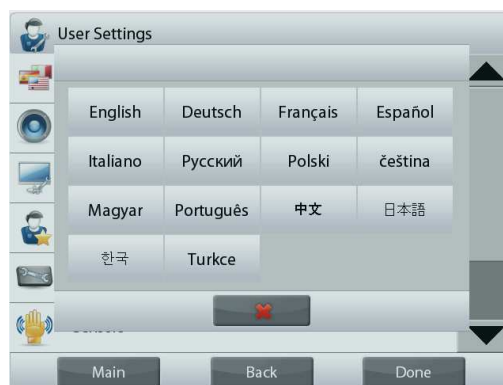 User Settings
English Deutsch Français Español
Italiano Русский Polski čeština
Magyar Português 中文 日本語
한국 Turkce
Main Back Done